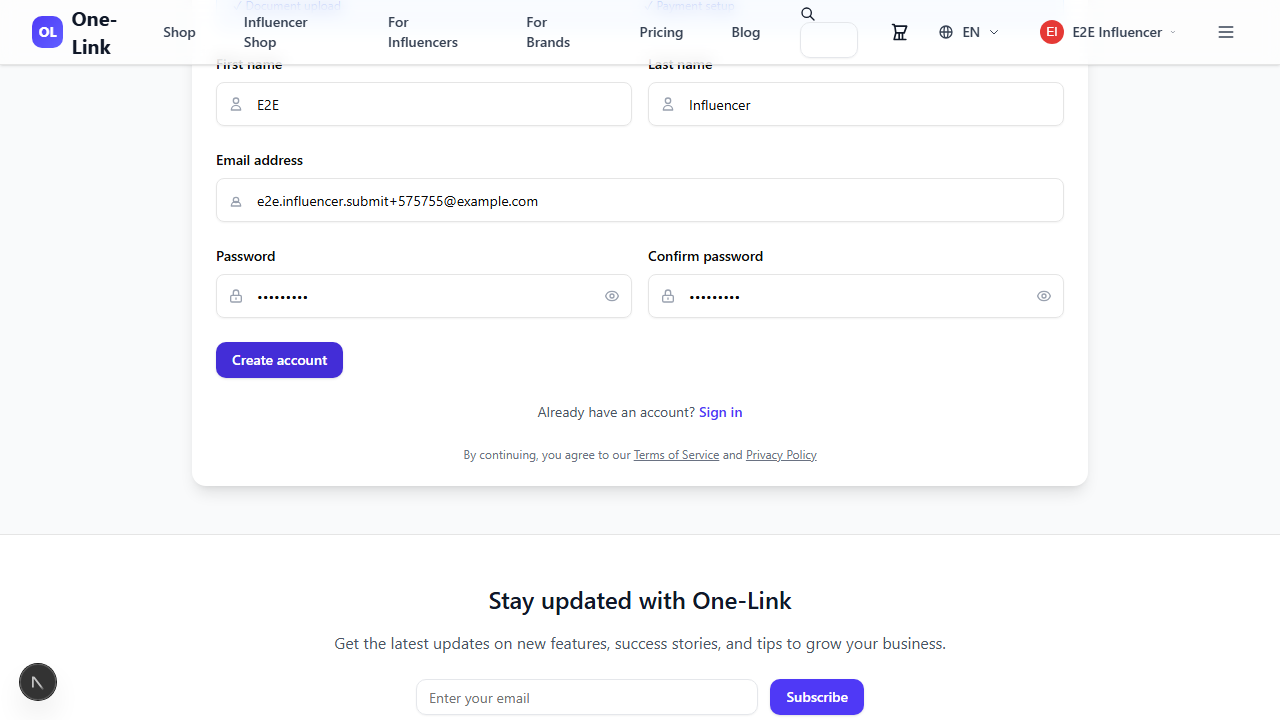 ✓ Document upload
✓ Payment setup
OL
One-
Link
Shop
Influencer
Shop
For
Influencers
For
Brands
Pricing
Blog
EN
EI
E2E Influencer
First name
Last name
E2E
Influencer
Email address
e2e.influencer.submit+575755@example.com
Password
Confirm password
•••••••••
•••••••••
Create account
Already have an account? Sign in
By continuing, you agree to our Terms of Service and Privacy Policy
Stay updated with One-Link
Get the latest updates on new features, success stories, and tips to grow your business.
Enter your email
Subscribe